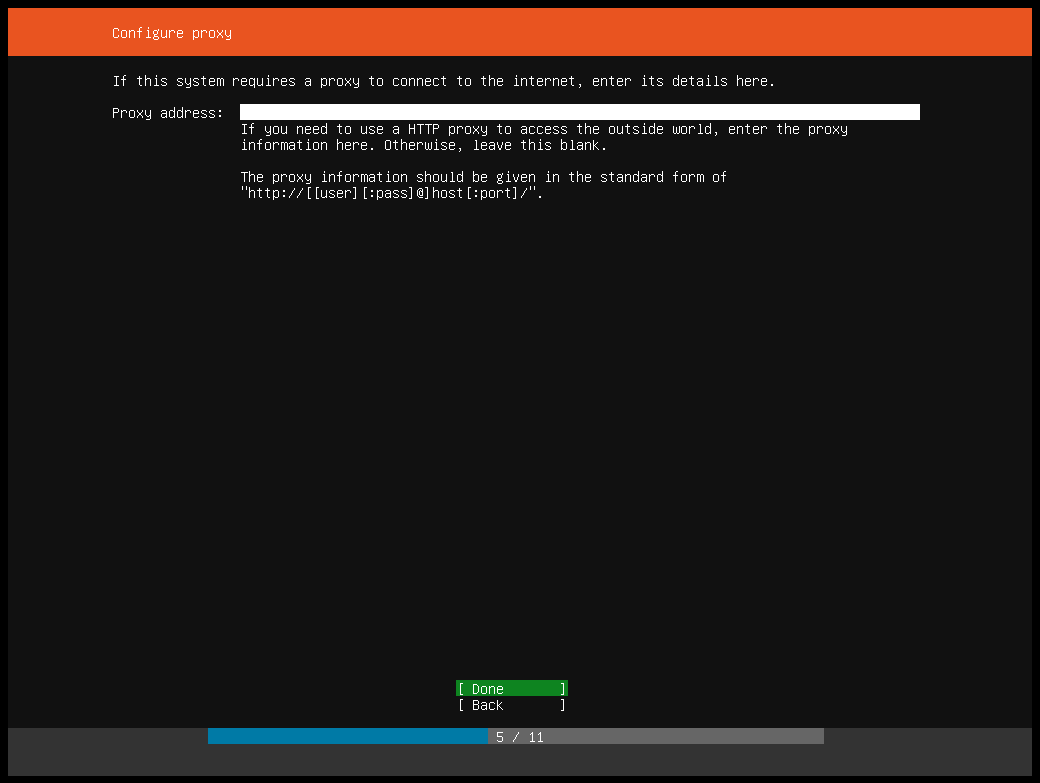 Configure proxy
If this system requires a proxy to connect to the internet, enter its details here.
Proxy address:
If you need to use a HTTP proxy to access the outside world, enter the proxy
information here. Otherwise, leave this blank.
The proxy information should be given in the standard form of
"http://[[user][:pass]@]host[:port]/".
[ Done ]
[ Back ]
5 / 11